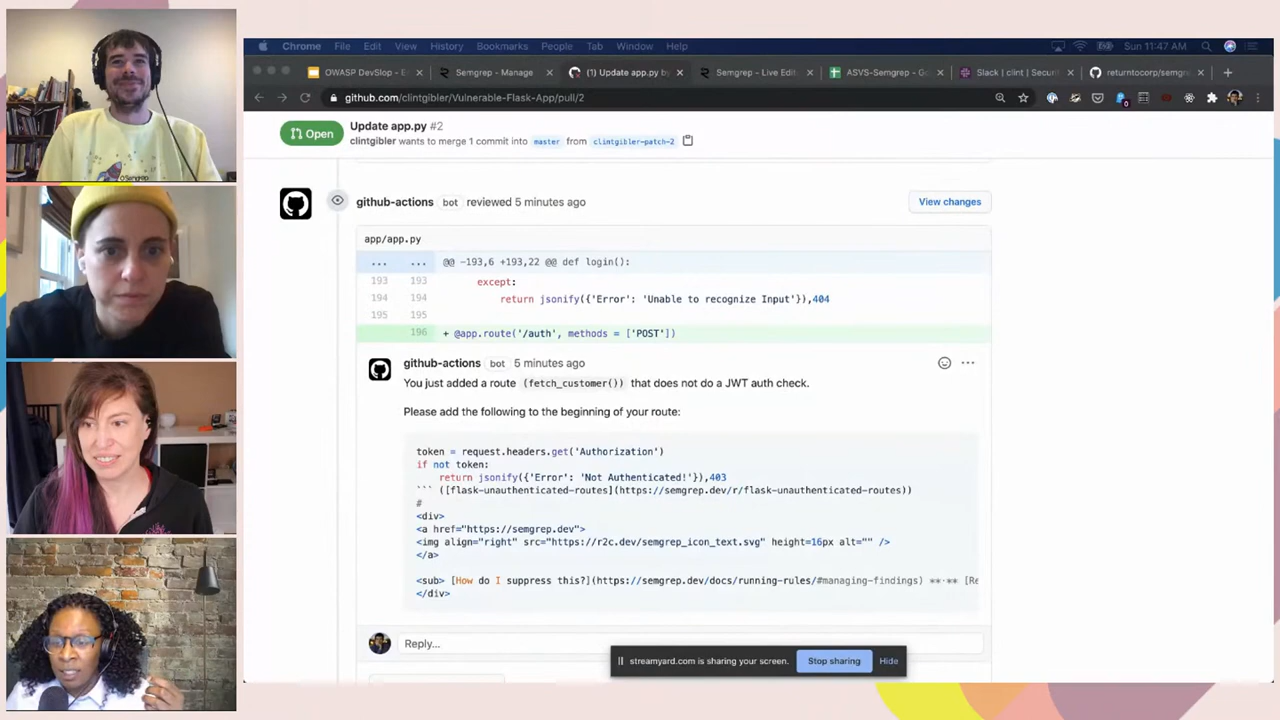 Chrome File Edit View History Bookmarks People Tab Window Help Sun 11:47 AM
OWASP DevSlop - E
Semgrep - Manage
(1) Update app.py by
Semgrep - Live Edi
ASVS-Semgrep - Go
Slack | clint | Securi
returntocorp/semgre
github.com/clintgibler/Vulnerable-Flask-App/pull/2
Open
Update app.py #2
clintgibler wants to merge 1 commit into master from clintgibler-patch-2
github-actions bot reviewed 5 minutes ago
View changes
app/app.py
... ... @@ -193,6 +193,22 @@ def login():
193 193 except:
194 194 return jsonify({'Error': 'Unable to recognize Input'}),404
195 195
196 + @app.route('/auth', methods = ['POST'])
github-actions bot 5 minutes ago
You just added a route (fetch_customer()) that does not do a JWT auth check.
Please add the following to the beginning of your route:
token = request.headers.get('Authorization')
if not token:
return jsonify({'Error': 'Not Authenticated!'}),403
``` ([flask-unauthenticated-routes](https://semgrep.dev/r/flask-unauthenticated-routes))
#
<div>
<a href="https://semgrep.dev">
<img align="right" src="https://r2c.dev/semgrep_icon_text.svg" height=16px alt="" />
</a>
<sub> [How do I suppress this?](https://semgrep.dev/docs/running-rules/#managing-findings) **·** [Re
</div>
Reply...
streamyard.com is sharing your screen.
Stop sharing
Hide